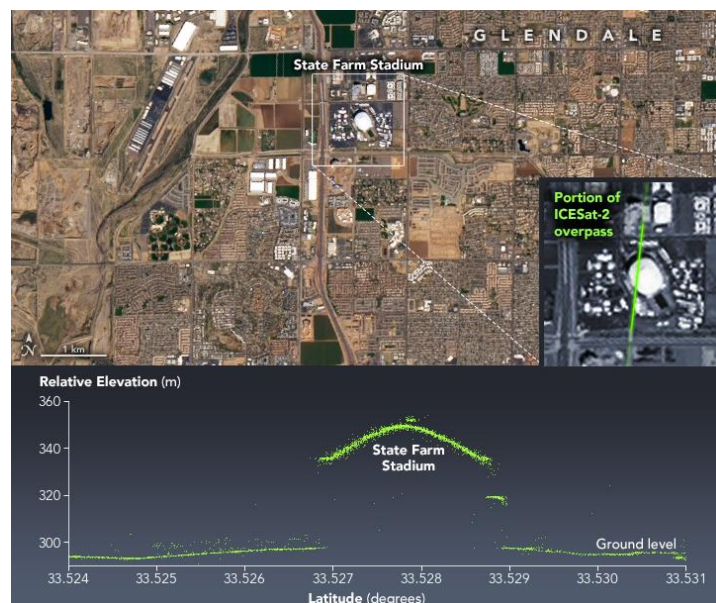 GLENDALE
State Farm Stadium
Portion of
ICESat-2
overpass
N
1 km
Relative Elevation (m)
360
340
320
300
State Farm
Stadium
Ground level
33.524
33.525
33.526
33.527
33.528
33.529
33.530
33.531
Latitude (degrees)